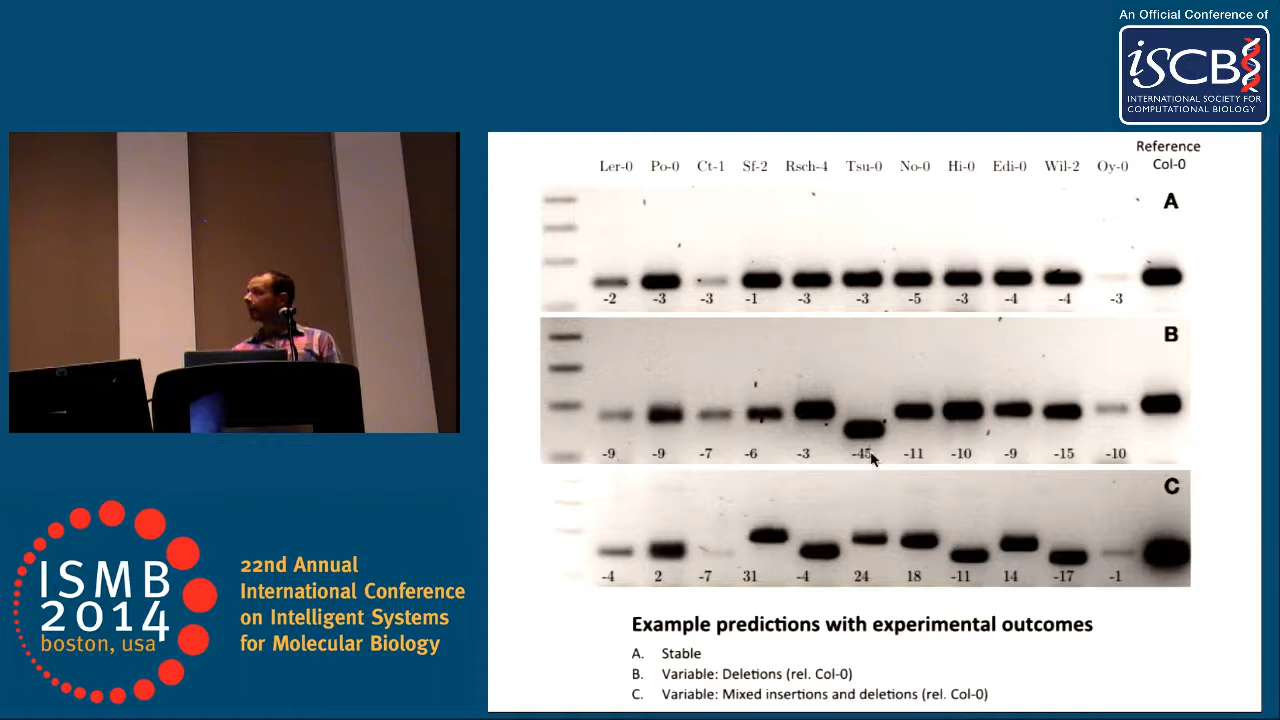 An Official Conference of
ISCB
INTERNATIONAL SOCIETY FOR
COMPUTATIONAL BIOLOGY
Reference
Ler-0 Po-0 Ct-1 Sf-2 Rsch-4 Tsu-0 No-0 Hi-0 Edi-0 Wil-2 Oy-0 Col-0
A
-2 -3 -3 -1 -3 -3 -5 -3 -4 -4 -3
B
-9 -9 -7 -6 -3 -45 -11 -10 -9 -15 -10
C
-4 2 -7 31 -4 24 18 -11 14 -17 -1
Example predictions with experimental outcomes
A. Stable
B. Variable: Deletions (rel. Col-0)
C. Variable: Mixed insertions and deletions (rel. Col-0)
ISMB
2014
boston, usa
22nd Annual
International Conference
on Intelligent Systems
for Molecular Biology